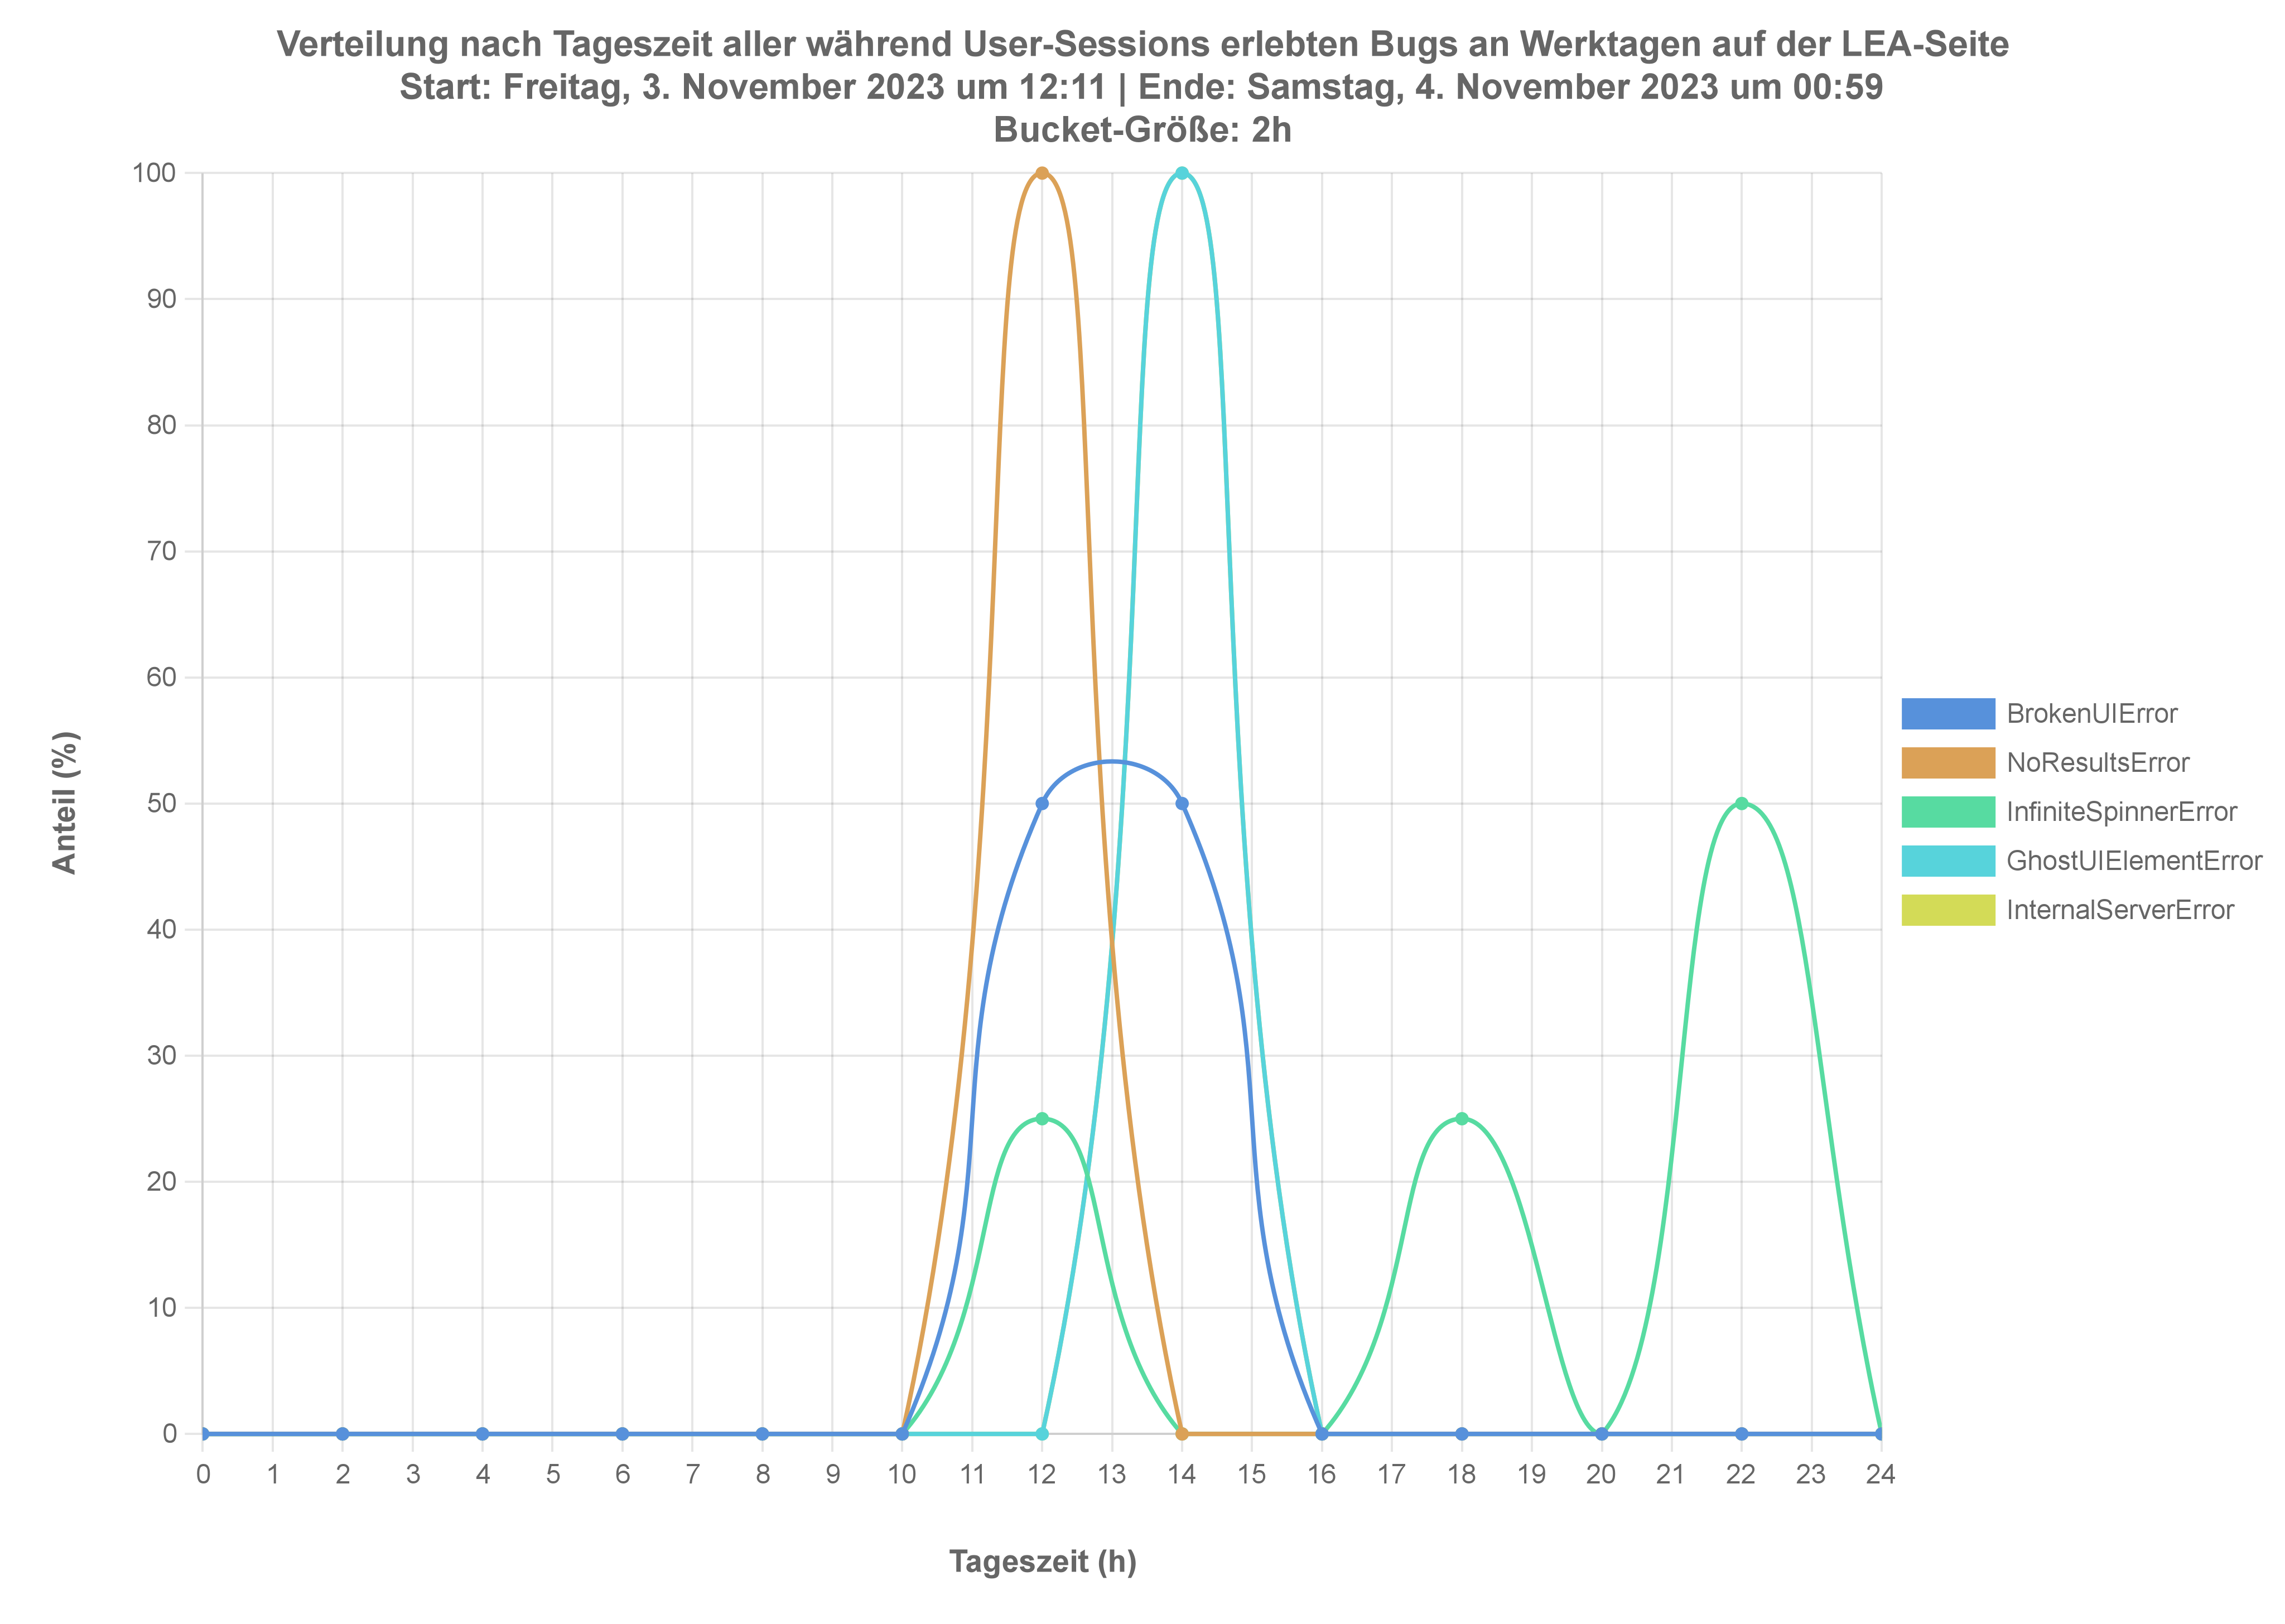 Verteilung nach Tageszeit aller während User-Sessions erlebten Bugs an Werktagen auf der LEA-Seite
Start: Freitag, 3. November 2023 um 12:11 | Ende: Samstag, 4. November 2023 um 00:59
Bucket-Größe: 2h
100
90
80
70
60
50
40
30
20
10
0
Anteil (%)
0 1 2 3 4 5 6 7 8 9 10 11 12 13 14 15 16 17 18 19 20 21 22 23 24
Tageszeit (h)
BrokenUIError
NoResultsError
InfiniteSpinnerError
GhostUIElementError
InternalServerError